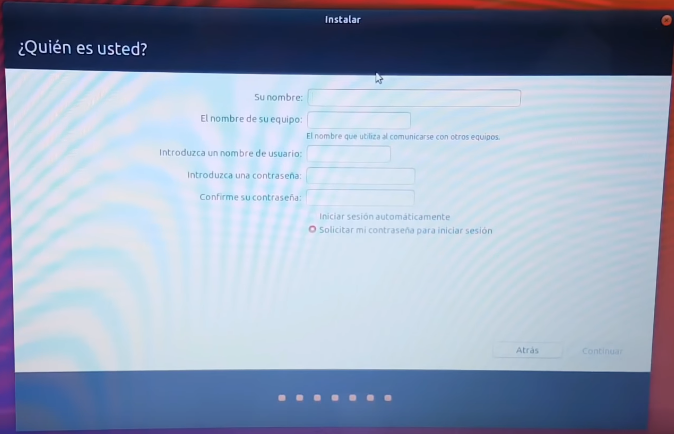 Instalar
¿Quién es usted?
Su nombre:
El nombre de su equipo:
El nombre que utiliza al comunicarse con otros equipos.
Introduzca un nombre de usuario:
Introduzca una contraseña:
Confirme su contraseña:
Iniciar sesión automáticamente
Solicitar mi contraseña para iniciar sesión
Atrás Continuar